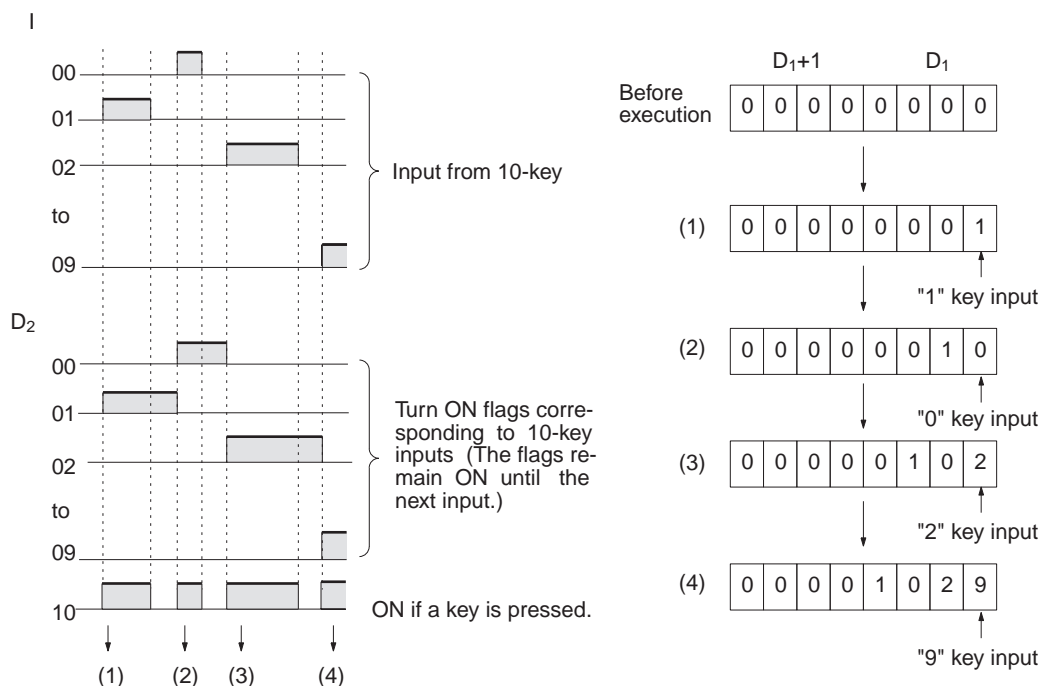 I
00
01
02
to
09
Input from 10-key
D₂
00
01
02
to
09
10
Turn ON flags corre-
sponding to 10-key
inputs (The flags re-
main ON until the
next input.)
ON if a key is pressed.
(1) (2) (3) (4)
D₁+1 D₁
Before
execution
0 0 0 0 0 0 0 0
(1) 0 0 0 0 0 0 0 1
"1" key input
(2) 0 0 0 0 0 0 1 0
"0" key input
(3) 0 0 0 0 0 1 0 2
"2" key input
(4) 0 0 0 0 1 0 2 9
"9" key input